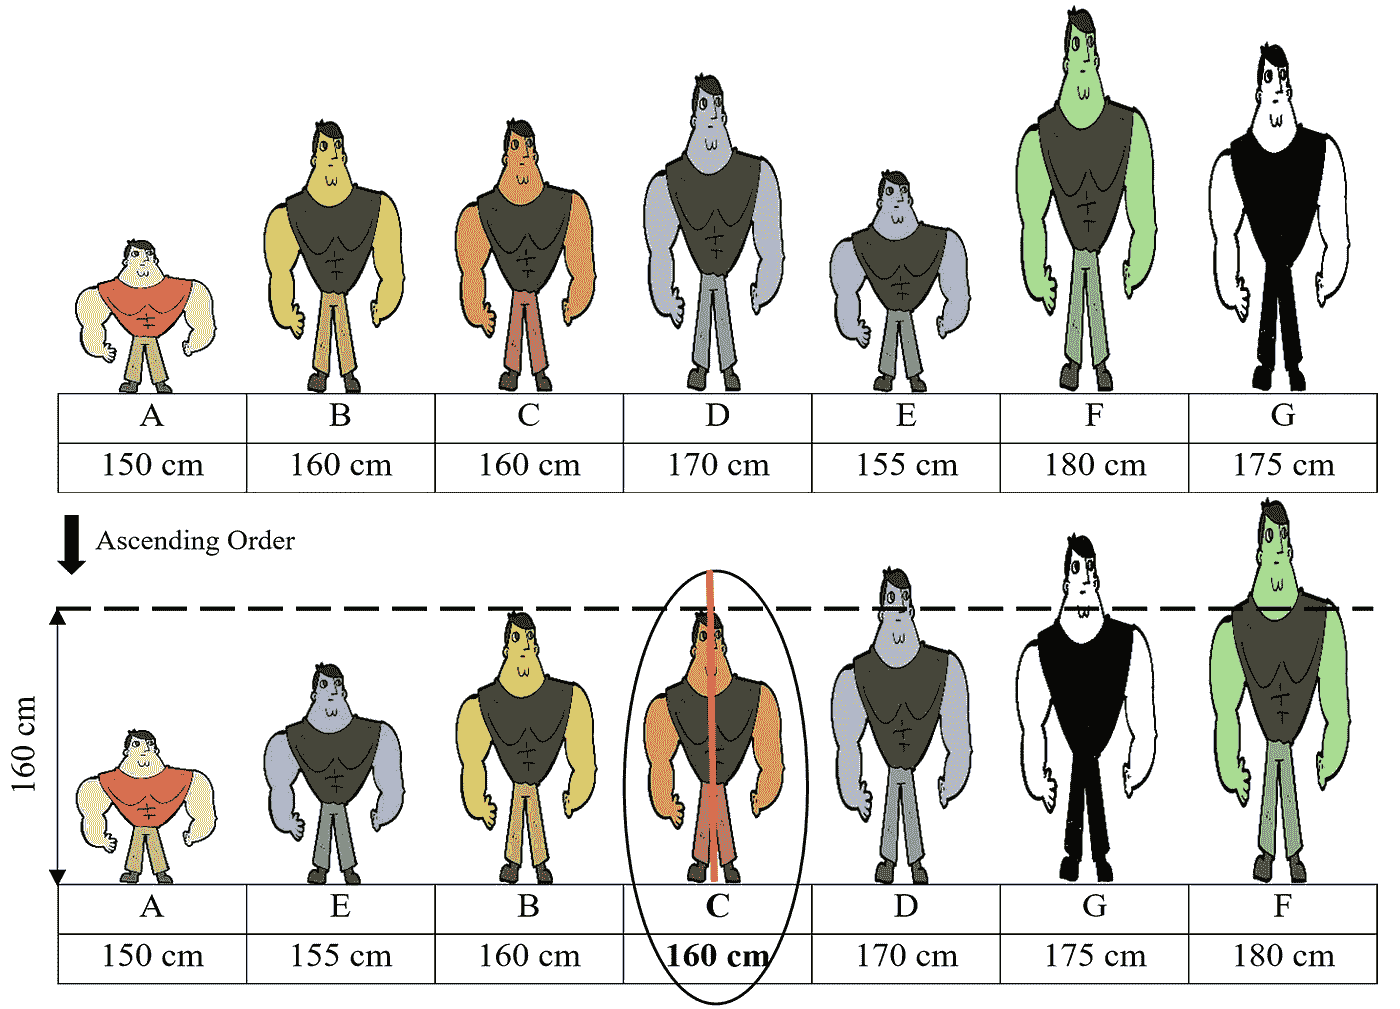 A B C D E F G
150 cm 160 cm 160 cm 170 cm 155 cm 180 cm 175 cm
Ascending Order
160 cm
A E B C D G F
150 cm 155 cm 160 cm 160 cm 170 cm 175 cm 180 cm